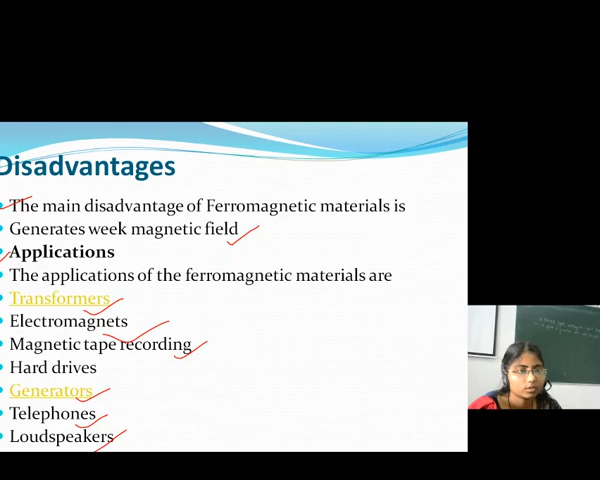 Disadvantages
The main disadvantage of Ferromagnetic materials is
Generates week magnetic field
Applications
The applications of the ferromagnetic materials are
Transformers
Electromagnets
Magnetic tape recording
Hard drives
Generators
Telephones
Loudspeakers